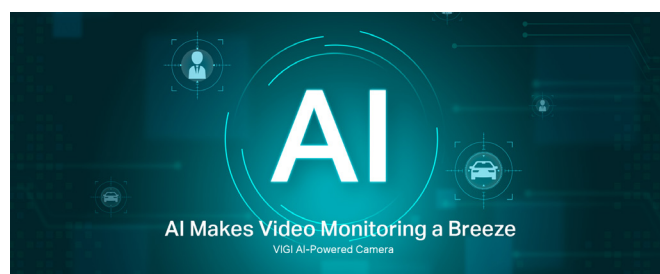 AI
AI Makes Video Monitoring a Breeze
VIGI AI-Powered Camera